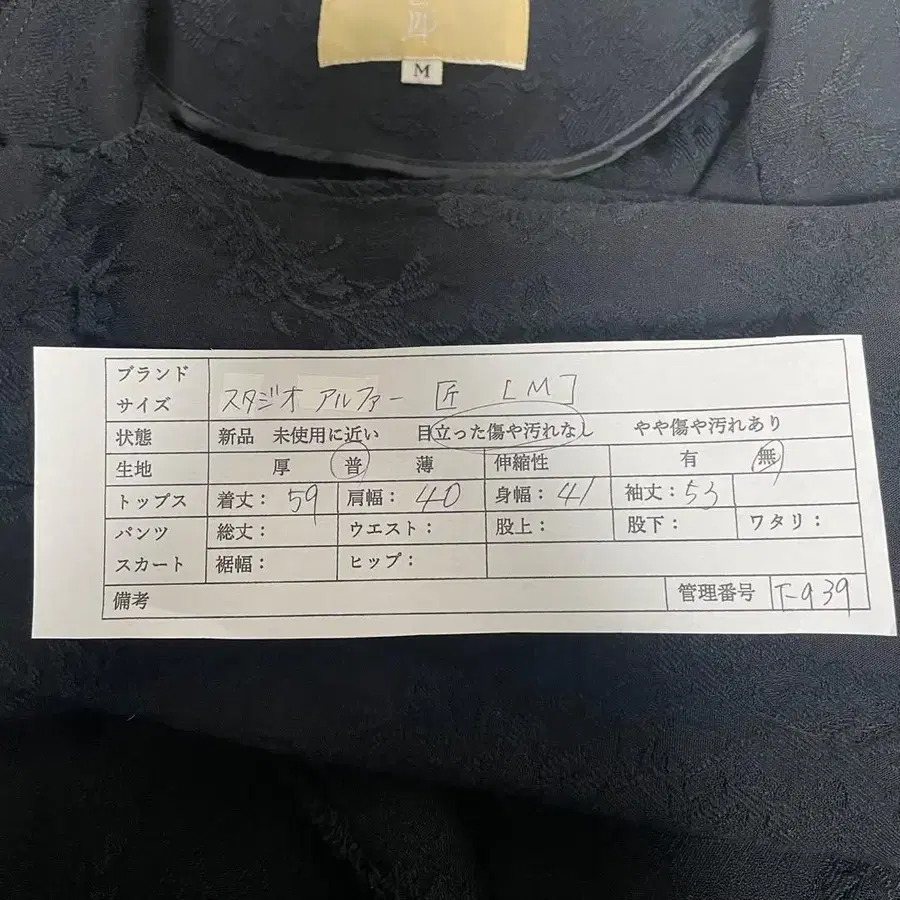 M
ブランド
サイズ スタジオ アルファー 匠 [M]
状態 新品 未使用に近い 目立った傷や汚れなし やや傷や汚れあり
生地 厚 普 薄 伸縮性 有 無
トップス 着丈：59 肩幅：40 身幅：41 袖丈：53
パンツ 総丈： ウエスト： 股上： 股下： ワタリ：
スカート 裾幅： ヒップ：
備考 管理番号 下-939